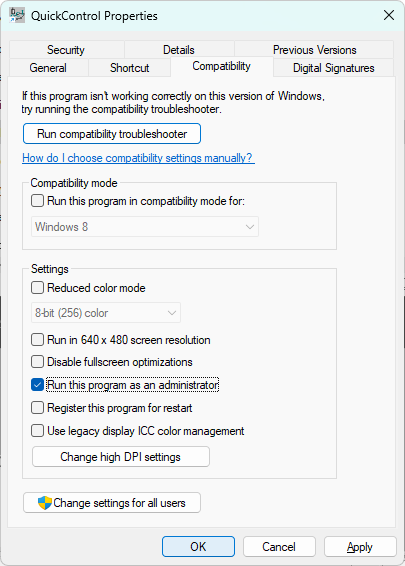 QuickControl Properties
Security
Details
Previous Versions
General
Shortcut
Compatibility
Digital Signatures
If this program isn't working correctly on this version of Windows,
try running the compatibility troubleshooter.
Run compatibility troubleshooter
How do I choose compatibility settings manually?
Compatibility mode
Run this program in compatibility mode for:
Windows 8
Settings
Reduced color mode
8-bit (256) color
Run in 640 x 480 screen resolution
Disable fullscreen optimizations
Run this program as an administrator
Register this program for restart
Use legacy display ICC color management
Change high DPI settings
Change settings for all users
OK
Cancel
Apply